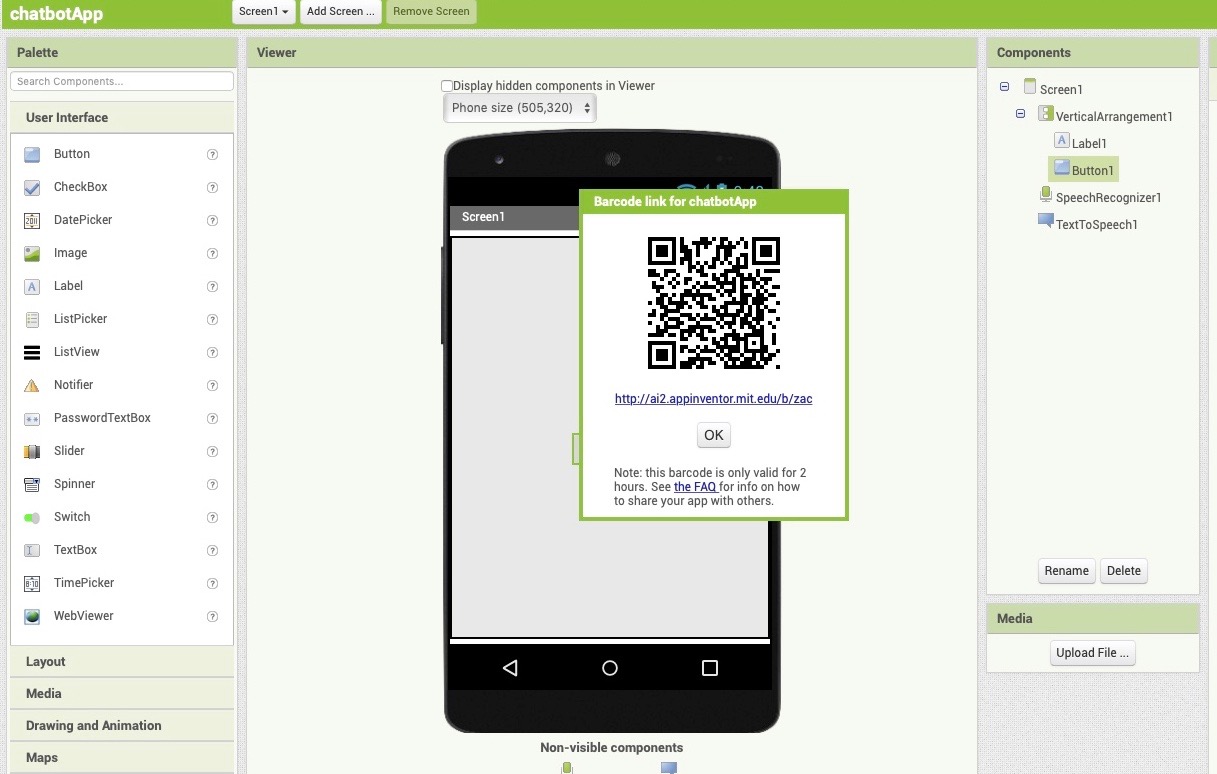 chatbotApp
Screen1
Add Screen ...
Remove Screen
Palette
Search Components...
User Interface
Button
?
CheckBox
?
DatePicker
?
Image
?
Label
?
ListPicker
?
ListView
?
Notifier
?
PasswordTextBox
?
Slider
?
Spinner
?
Switch
?
TextBox
?
TimePicker
?
WebViewer
?
Layout
Media
Drawing and Animation
Maps
Viewer
Display hidden components in Viewer
Phone size (505,320)
Screen1
Barcode link for chatbotApp
http://ai2.appinventor.mit.edu/b/zac
OK
Note: this barcode is only valid for 2
hours. See the FAQ for info on how
to share your app with others.
Non-visible components
Components
Screen1
VerticalArrangement1
A Label1
Button1
SpeechRecognizer1
TextToSpeech1
Rename
Delete
Media
Upload File ...